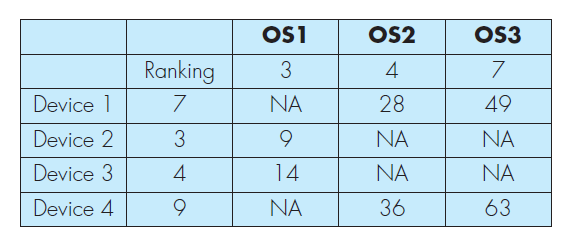 OS1 OS2 OS3
Ranking 3 4 7
Device 1 7 NA 28 49
Device 2 3 9 NA NA
Device 3 4 14 NA NA
Device 4 9 NA 36 63